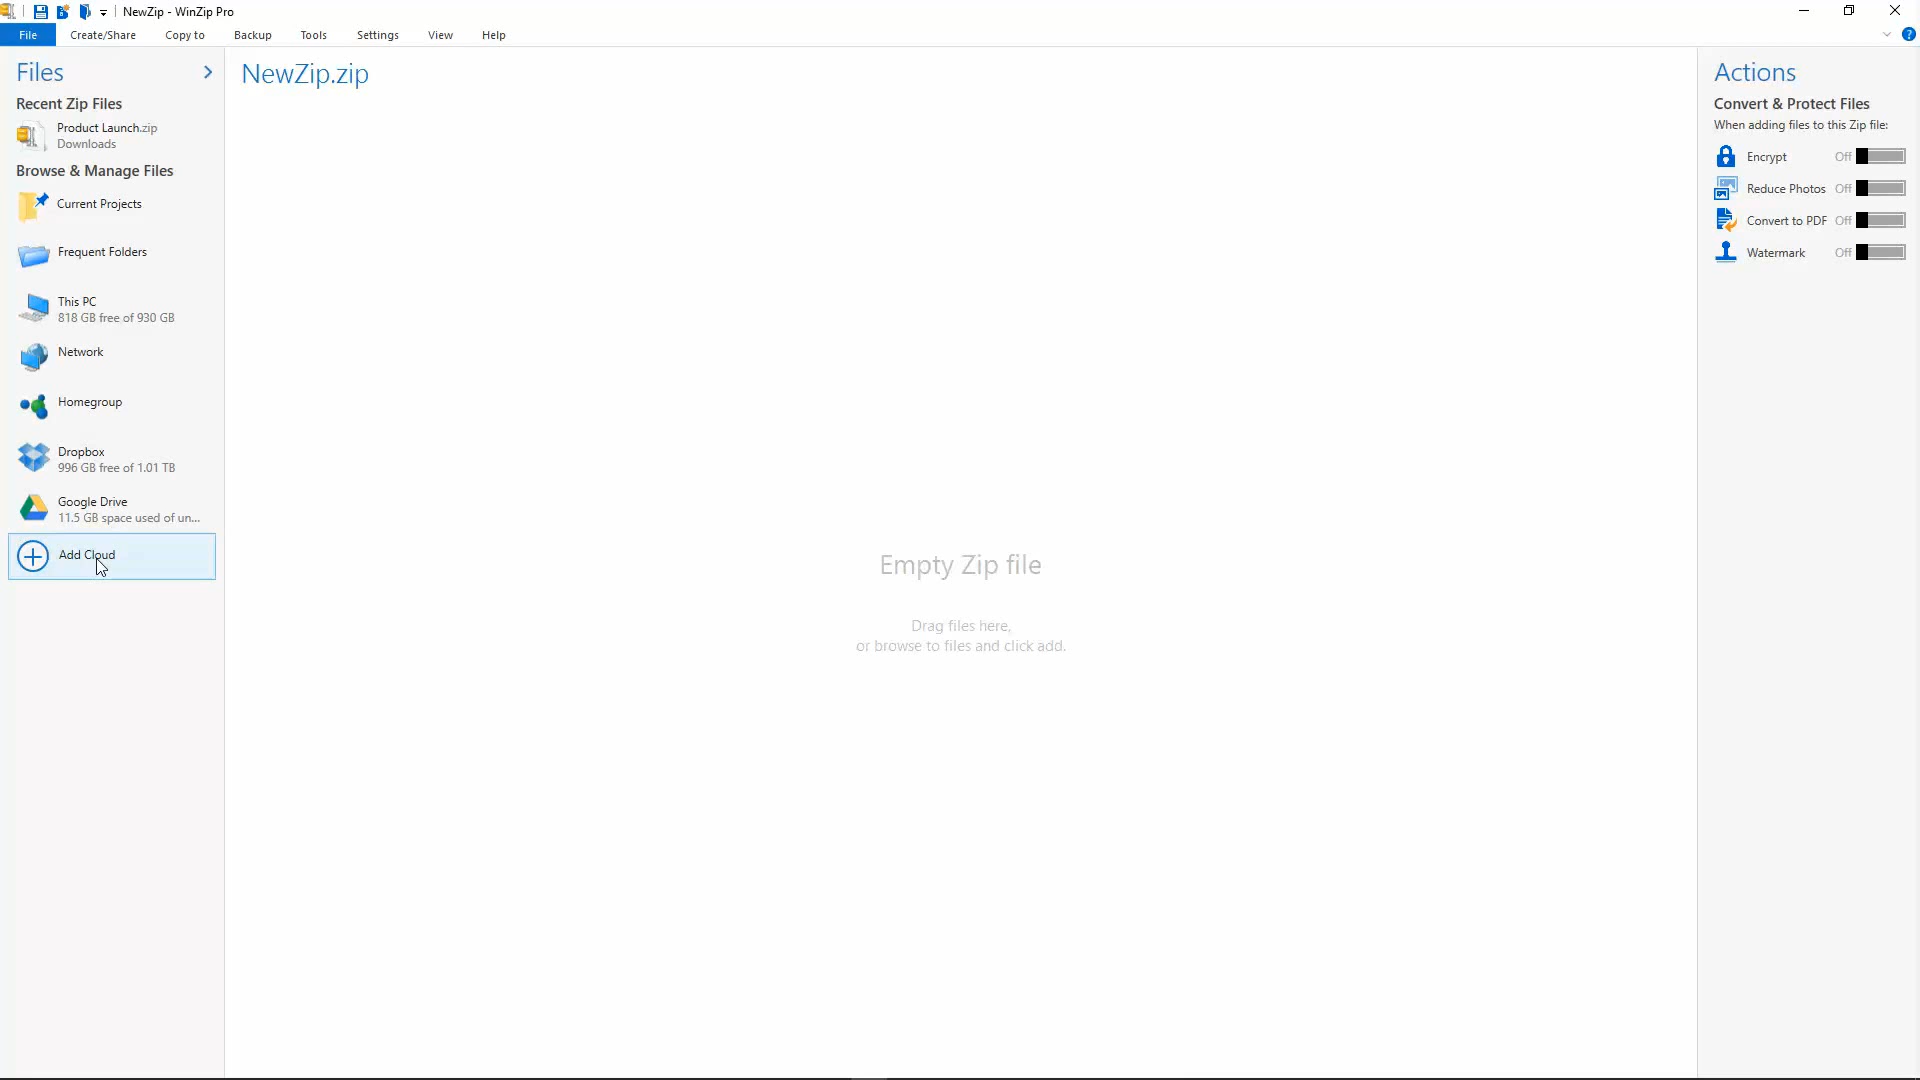 NewZip - WinZip Pro
File
Create/Share
Copy to
Backup
Tools
Settings
View
Help
Files
Recent Zip Files
Product Launch.zip
Downloads
Browse & Manage Files
Current Projects
Frequent Folders
This PC
818 GB free of 930 GB
Network
Homegroup
Dropbox
996 GB free of 1.01 TB
Google Drive
11.5 GB space used of un...
Add Cloud
NewZip.zip
Empty Zip file
Drag files here,
or browse to files and click add.
Actions
Convert & Protect Files
When adding files to this Zip file:
Encrypt Off
Reduce Photos Off
Convert to PDF Off
Watermark Off